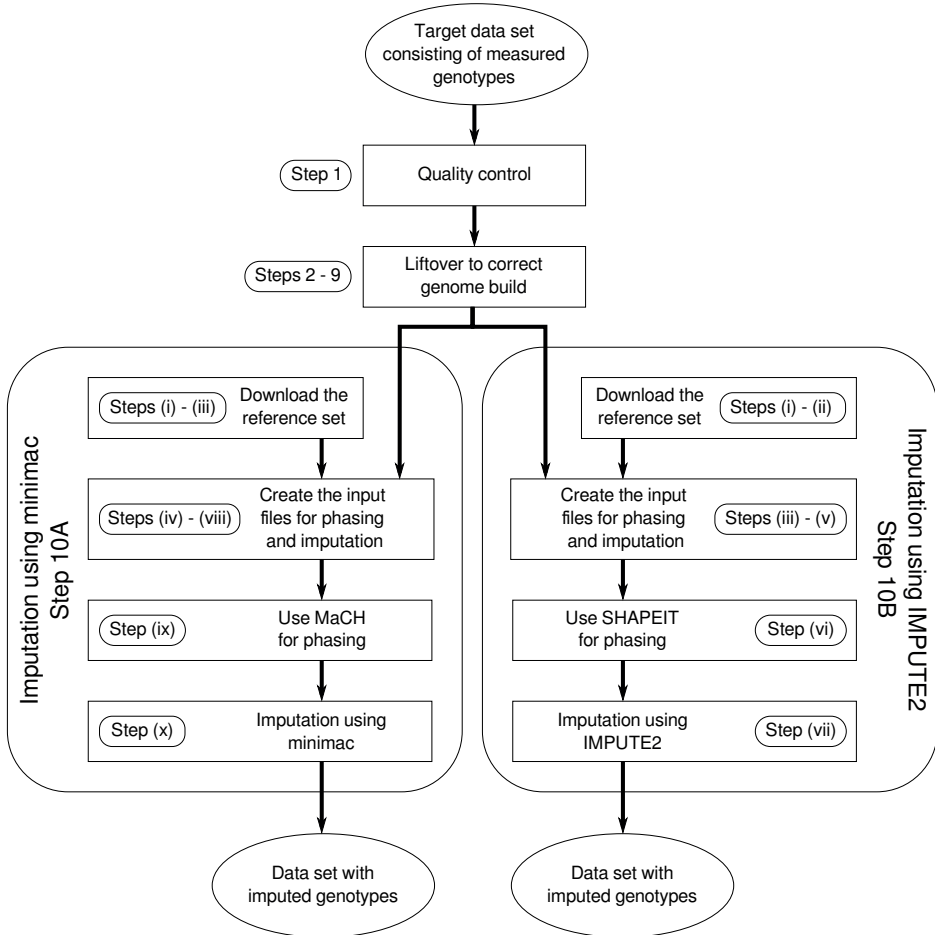 Target data set
consisting of measured
genotypes
Step 1
Quality control
Steps 2 - 9
Liftover to correct
genome build
Imputation using minimac
Step 10A
Steps (i) - (iii)
Download the
reference set
Steps (iv) - (viii)
Create the input
files for phasing
and imputation
Step (ix)
Use MaCH
for phasing
Step (x)
Imputation using
minimac
Data set with
imputed genotypes
Download the
reference set
Steps (i) - (ii)
Create the input
files for phasing
and imputation
Steps (iii) - (v)
Use SHAPEIT
for phasing
Step (vi)
Imputation using
IMPUTE2
Step (vii)
Imputation using IMPUTE2
Step 10B
Data set with
imputed genotypes